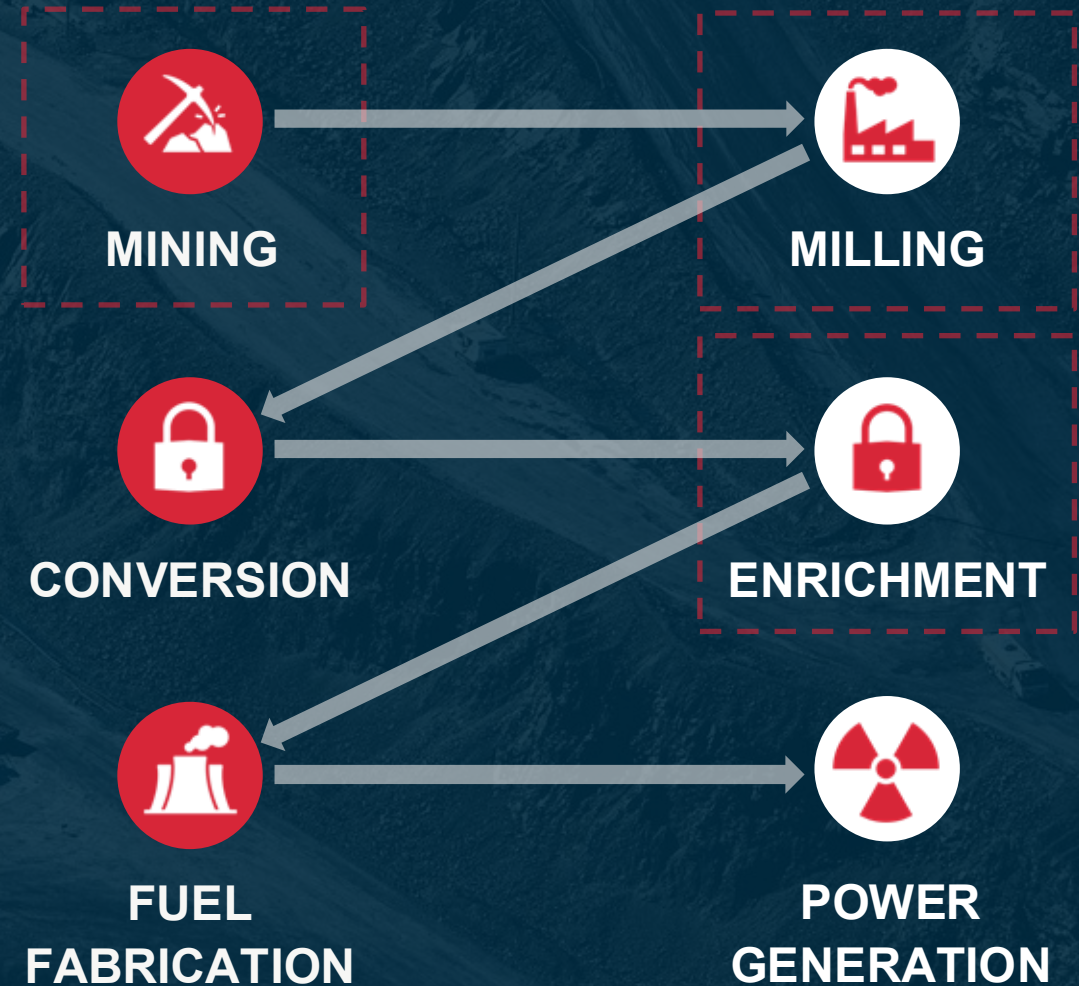 MINING
MILLING
CONVERSION
ENRICHMENT
FUEL
FABRICATION
POWER
GENERATION